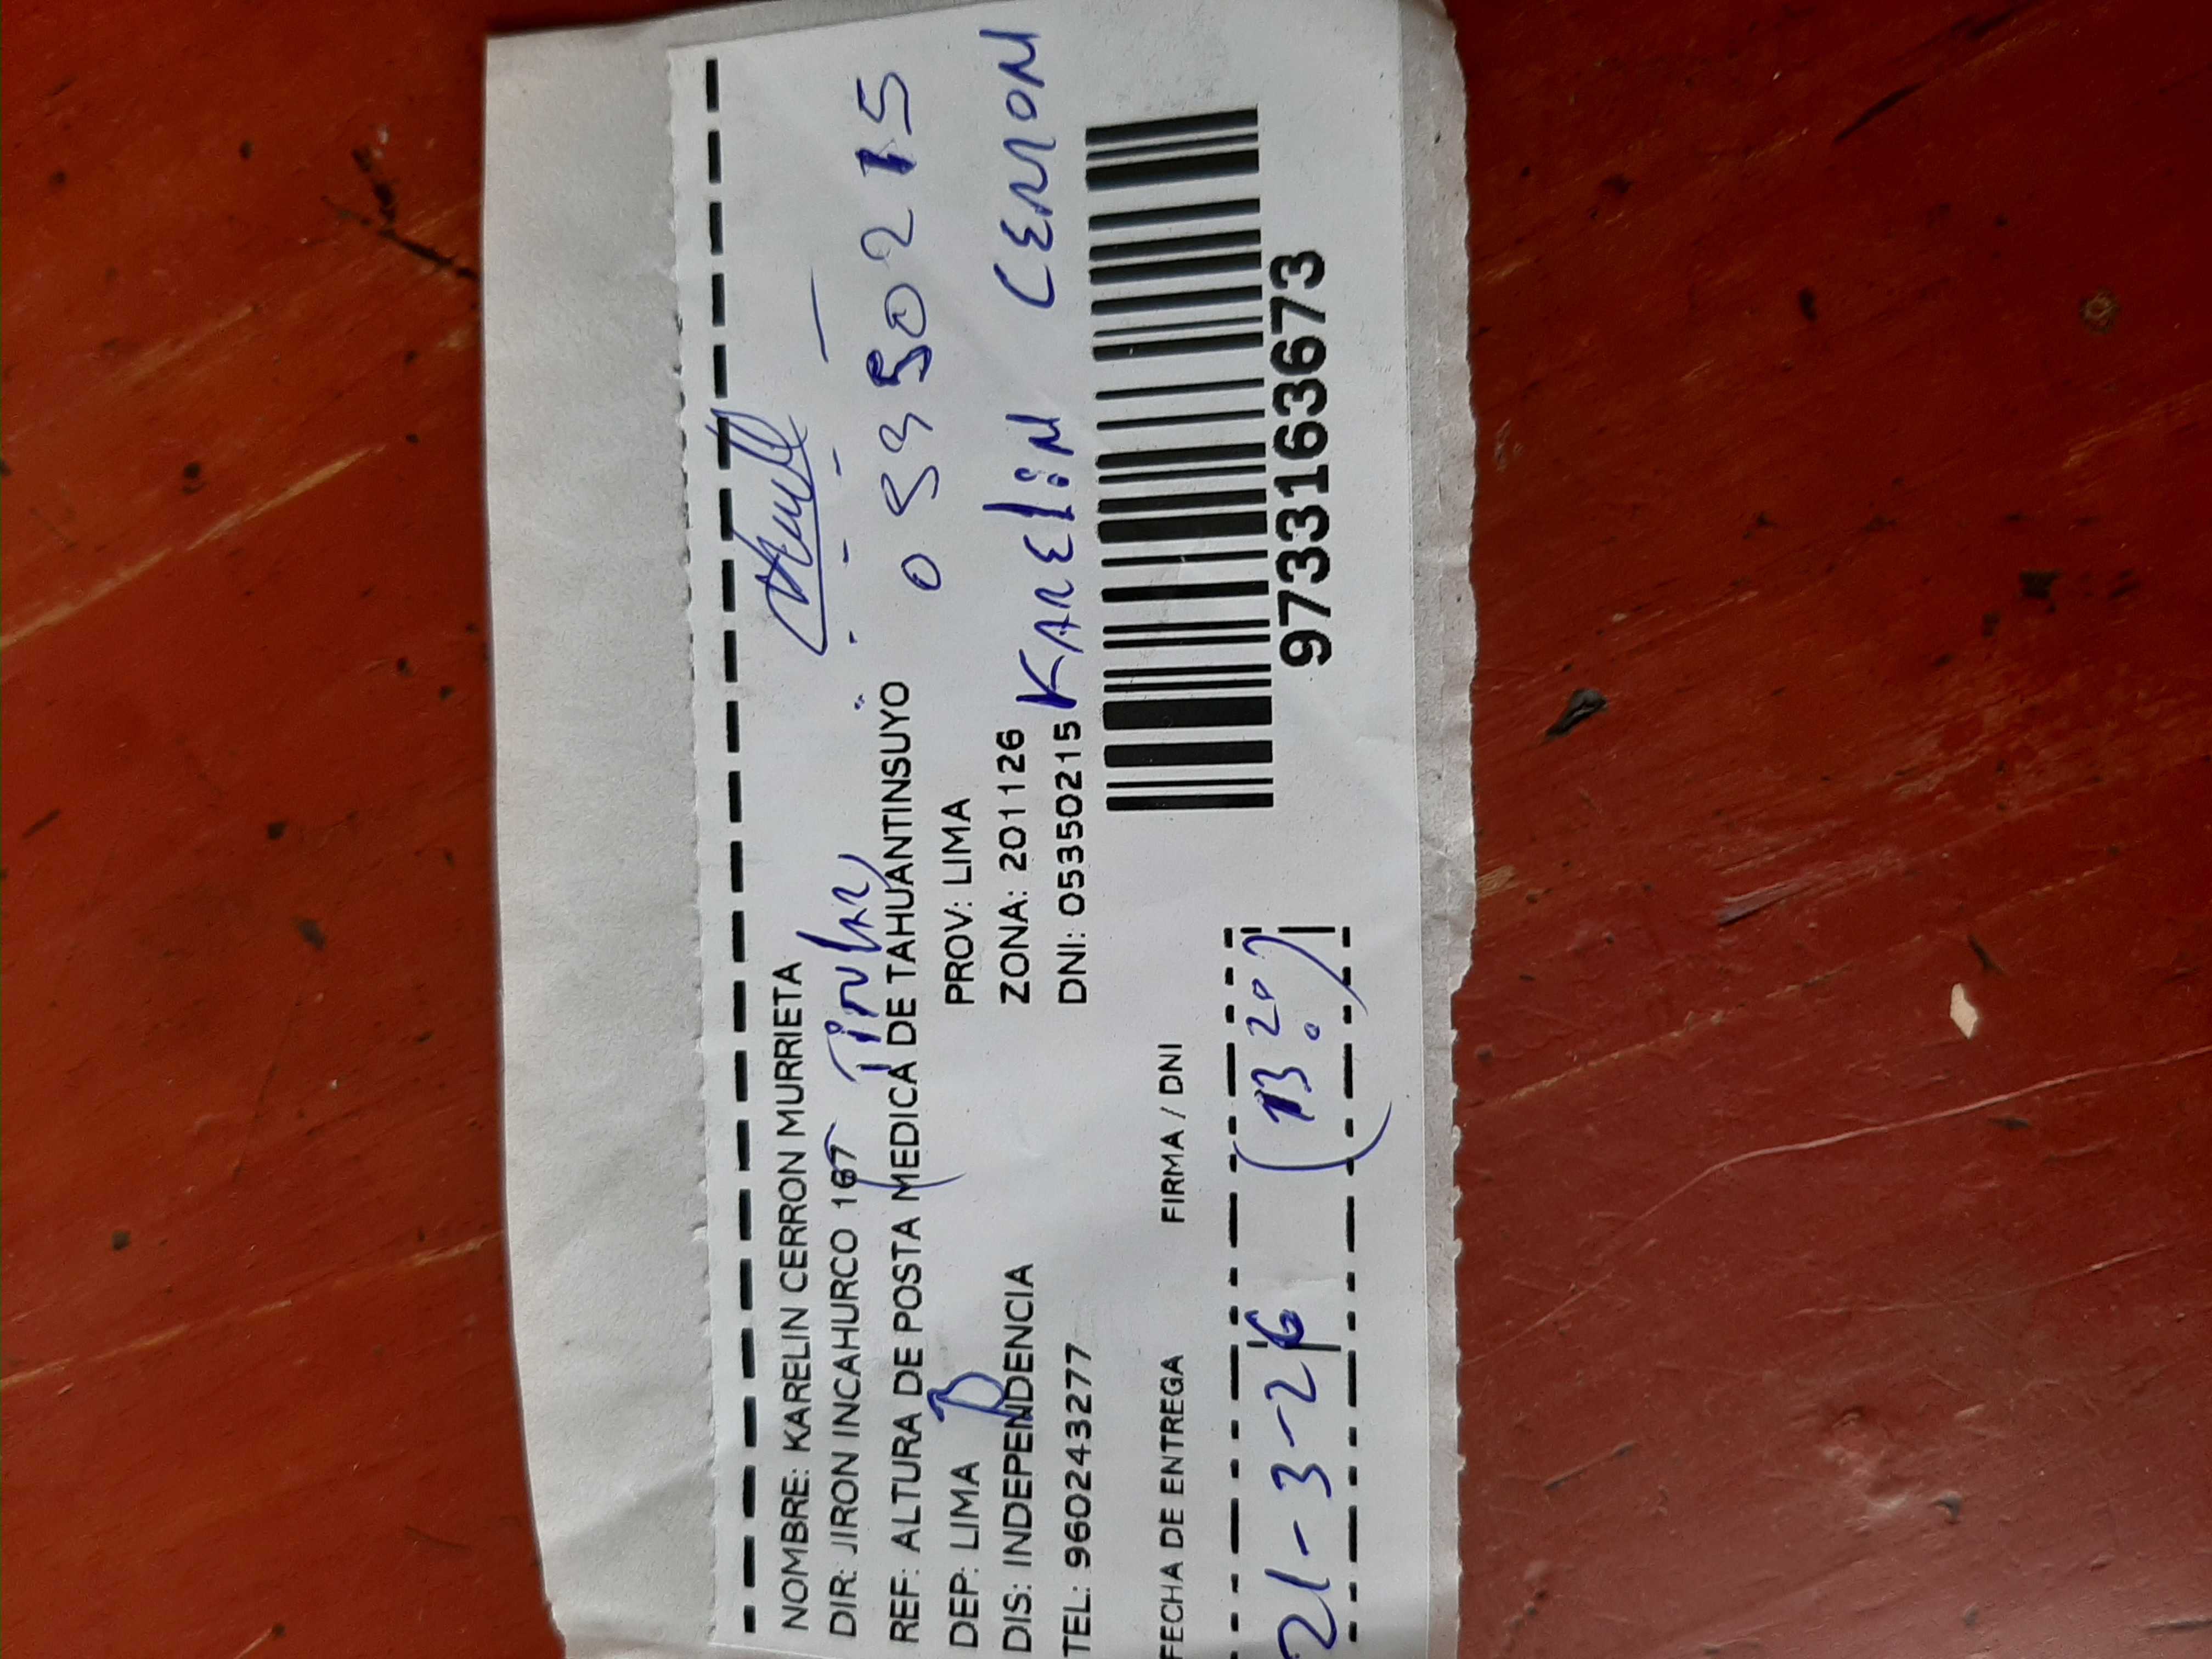 NOMBRE: KARELIN CERRON MURRIETA
DIR: JIRON INCAHURCO 167
REF: ALTURA DE POSTA MEDICA DE TAHUANTINSUYO
DEP: LIMA PROV: LIMA
DIS: INDEPENDENCIA ZONA: 2011126
TEL: 960243277 DNI: 05350215
KARELIN CERRON
FECHA DE ENTREGA FIRMA / DNI
21-3-26 (13:20)
9733163673